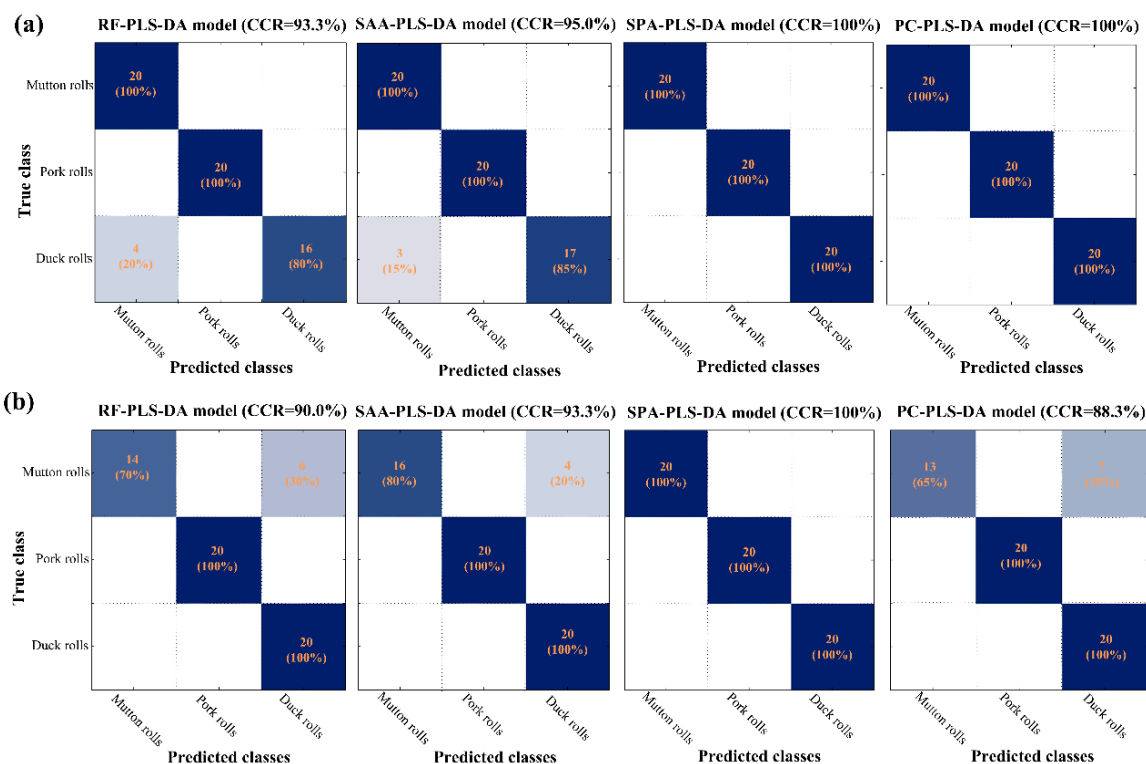 (a)
RF-PLS-DA model (CCR=93.3%)
SAA-PLS-DA model (CCR=95.0%)
SPA-PLS-DA model (CCR=100%)
PC-PLS-DA model (CCR=100%)
True class
Mutton rolls
Pork rolls
Duck rolls
20
(100%)
20
(100%)
4
(20%)
16
(80%)
20
(100%)
20
(100%)
3
(15%)
17
(85%)
20
(100%)
20
(100%)
20
(100%)
20
(100%)
20
(100%)
20
(100%)
Mutton rolls
Pork rolls
Duck rolls
Mutton rolls
Pork rolls
Duck rolls
Mutton rolls
Pork rolls
Duck rolls
Mutton rolls
Pork rolls
Duck rolls
Predicted classes
Predicted classes
Predicted classes
Predicted classes
(b)
RF-PLS-DA model (CCR=90.0%)
SAA-PLS-DA model (CCR=93.3%)
SPA-PLS-DA model (CCR=100%)
PC-PLS-DA model (CCR=88.3%)
True class
Mutton rolls
Pork rolls
Duck rolls
14
(70%)
6
(30%)
20
(100%)
20
(100%)
16
(80%)
4
(20%)
20
(100%)
20
(100%)
20
(100%)
20
(100%)
20
(100%)
13
(65%)
7
(35%)
20
(100%)
20
(100%)
Mutton rolls
Pork rolls
Duck rolls
Mutton rolls
Pork rolls
Duck rolls
Mutton rolls
Pork rolls
Duck rolls
Mutton rolls
Pork rolls
Duck rolls
Predicted classes
Predicted classes
Predicted classes
Predicted classes